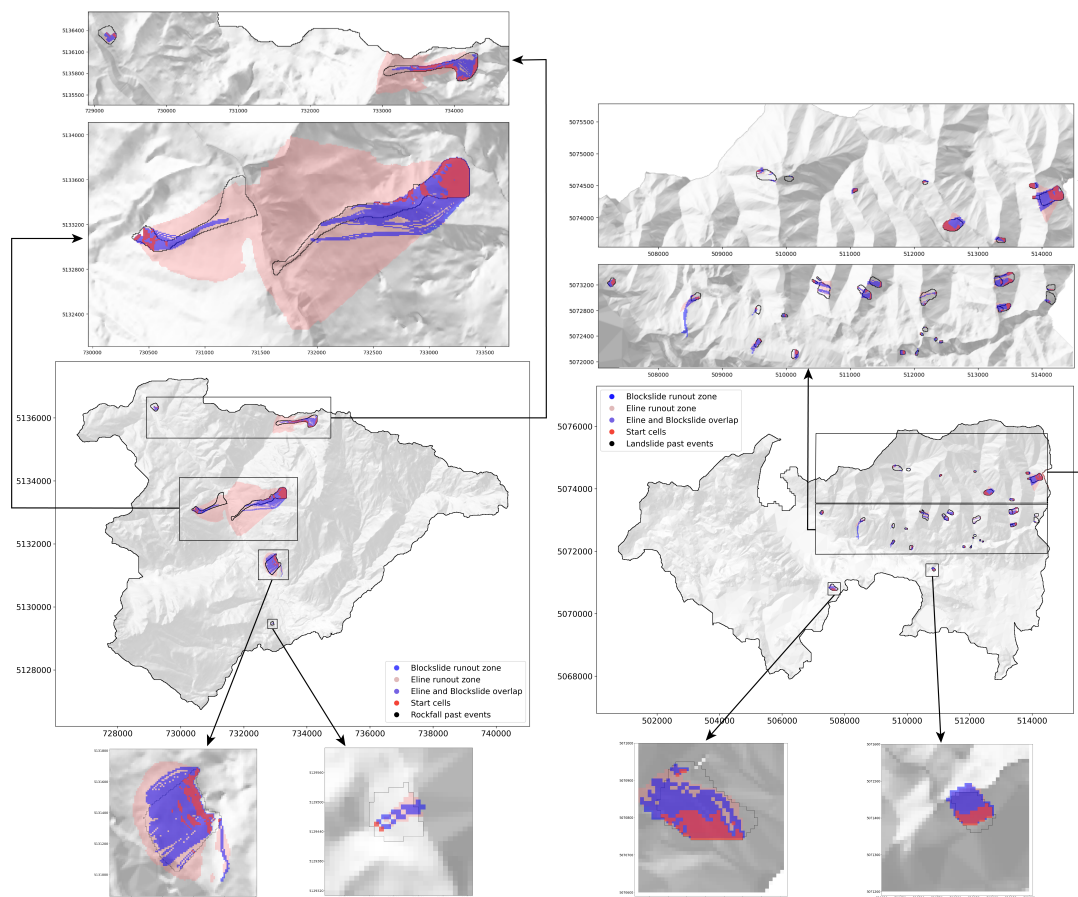 5136400
5136100
5135800
5135500
729000 730000 731000 732000 733000 734000
5134000
5133600
5133200
5132800
5132400
730000 730500 731000 731500 732000 732500 733000 733500
5136000
5134000
5132000
5130000
5128000
728000 730000 732000 734000 736000 738000 740000
Blockslide runout zone
Eline runout zone
Eline and Blockslide overlap
Start cells
Rockfall past events
5075500
5075000
5074500
5074000
508000 509000 510000 511000 512000 513000 514000
5073200
5072800
5072400
5072000
508000 509000 510000 511000 512000 513000 514000
Blockslide runout zone
Eline runout zone
Eline and Blockslide overlap
Start cells
Landslide past events
5076000
5074000
5072000
5070000
5068000
502000 504000 506000 508000 510000 512000 514000